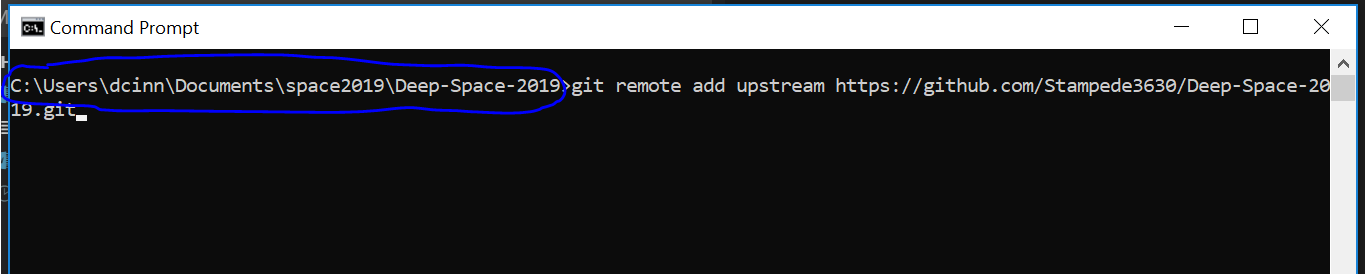 Command Prompt
C:\Users\dcinn\Documents\space2019\Deep-Space-2019>git remote add upstream https://github.com/Stampede3630/Deep-Space-20
19.git